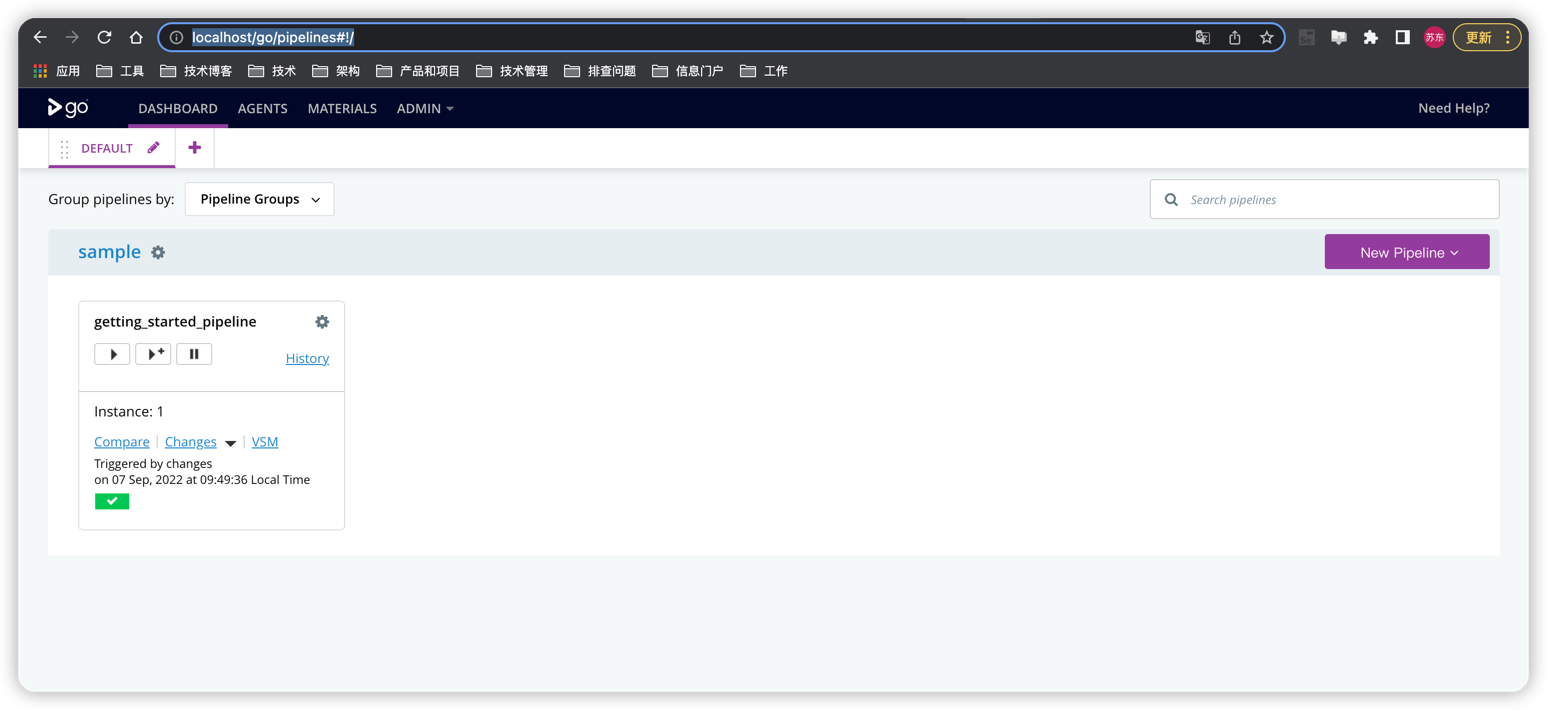 localhost/go/pipelines#!/
苏东
更新
应用 工具 技术博客 技术 架构 产品和项目 技术管理 排查问题 信息门户 工作
go DASHBOARD AGENTS MATERIALS ADMIN Need Help?
DEFAULT
Group pipelines by: Pipeline Groups Search pipelines
sample New Pipeline
getting_started_pipeline
History
Instance: 1
Compare Changes VSM
Triggered by changes
on 07 Sep, 2022 at 09:49:36 Local Time